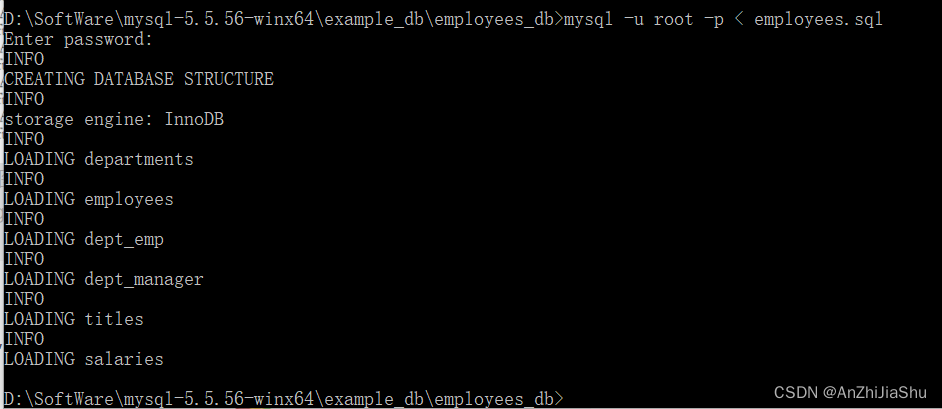 D:\SoftWare\mysql-5.5.56-winx64\example_db\employees_db>mysql -u root -p < employees.sql
Enter password:
INFO
CREATING DATABASE STRUCTURE
INFO
storage engine: InnoDB
INFO
LOADING departments
INFO
LOADING employees
INFO
LOADING dept_emp
INFO
LOADING dept_manager
INFO
LOADING titles
INFO
LOADING salaries
D:\SoftWare\mysql-5.5.56-winx64\example_db\employees_db>
CSDN @AnZhiJiaShu